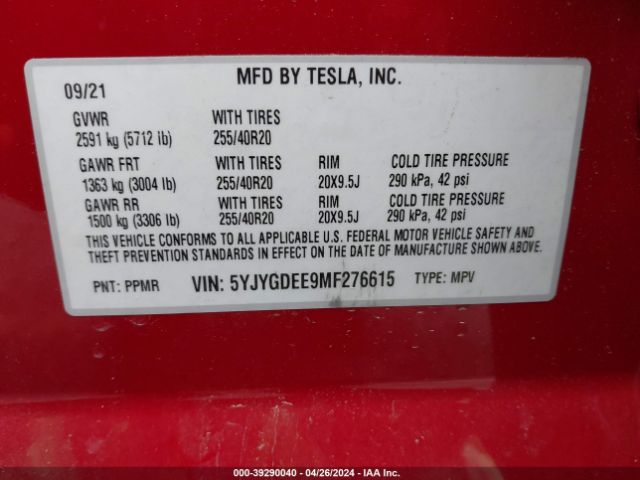 MFD BY TESLA, INC.
09/21
GVWR WITH TIRES
2591 kg (5712 lb) 255/40R20
GAWR FRT WITH TIRES RIM COLD TIRE PRESSURE
1363 kg (3004 lb) 255/40R20 20X9.5J 290 kPa, 42 psi
GAWR RR WITH TIRES RIM COLD TIRE PRESSURE
1500 kg (3306 lb) 255/40R20 20X9.5J 290 kPa, 42 psi
THIS VEHICLE CONFORMS TO ALL APPLICABLE U.S. FEDERAL MOTOR VEHICLE SAFETY AND
THEFT PREVENTION STANDARDS IN EFFECT ON THE DATE OF MANUFACTURE SHOWN ABOVE.
PNT: PPMR VIN: 5YJYGDEE9MF276615 TYPE: MPV
000-39290040 - 04/26/2024 - IAA Inc.